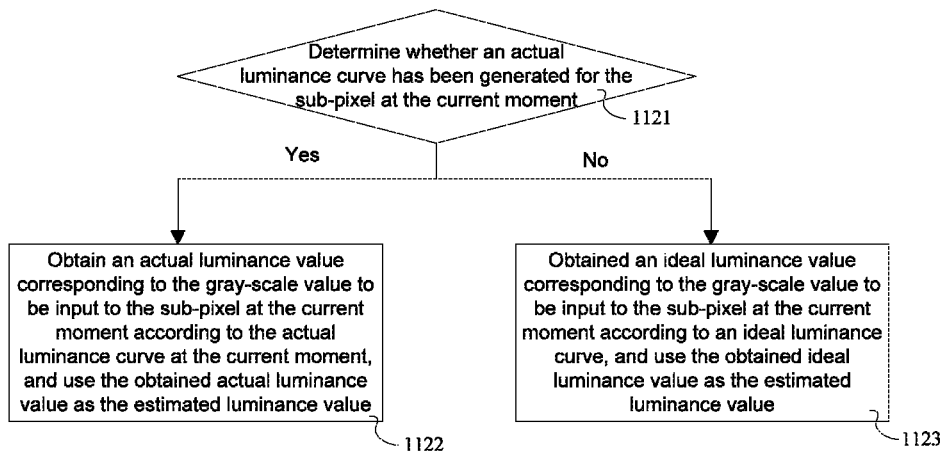 Determine whether an actual
luminance curve has been generated for the
sub-pixel at the current moment
1121
Yes
No
Obtain an actual luminance value
corresponding to the gray-scale value to
be input to the sub-pixel at the current
moment according to the actual
luminance curve at the current moment,
and use the obtained actual luminance
value as the estimated luminance value
1122
Obtained an ideal luminance value
corresponding to the gray-scale value to
be input to the sub-pixel at the current
moment according to an ideal luminance
curve, and use the obtained ideal
luminance value as the estimated
luminance value
1123